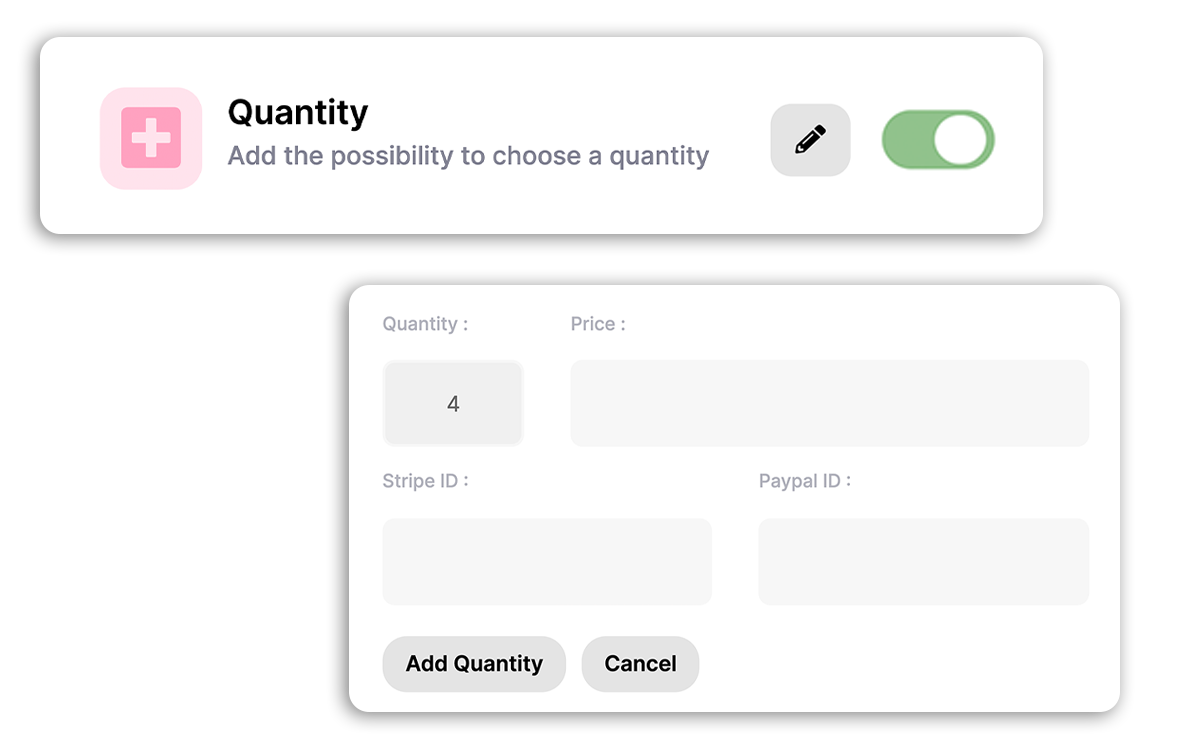 Quantity
Add the possibility to choose a quantity
Quantity :
Price :
4
Stripe ID :
Paypal ID :
Add Quantity
Cancel